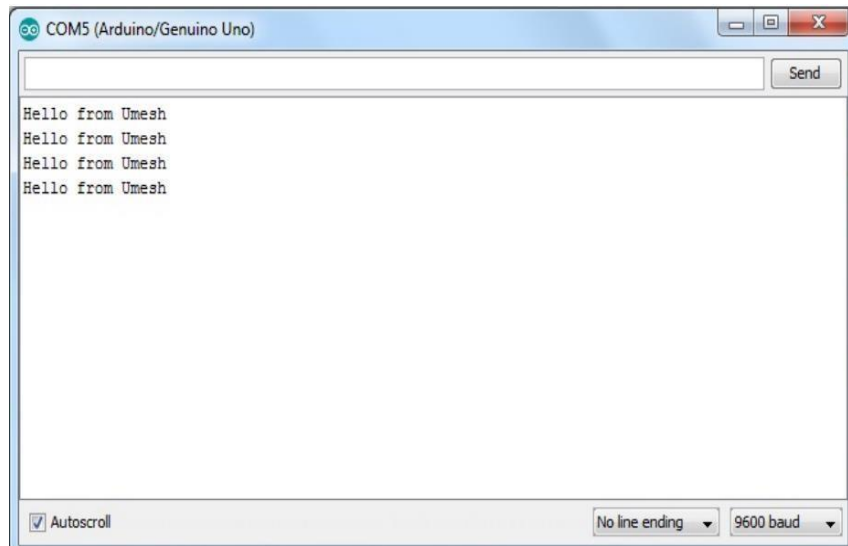 COM5 (Arduino/Genuino Uno)
Send
Hello from Umesh
Hello from Umesh
Hello from Umesh
Hello from Umesh
Autoscroll
No line ending
9600 baud